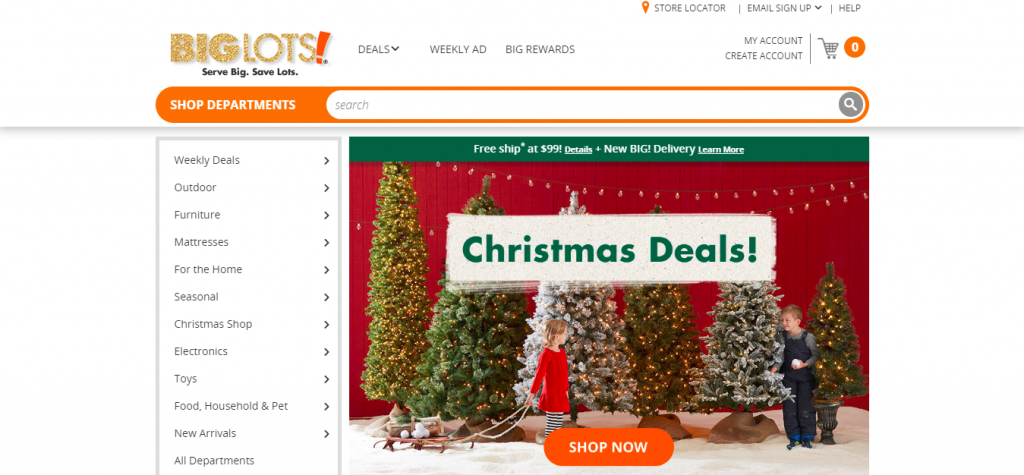 STORE LOCATOR | EMAIL SIGN UP | HELP
BIG LOTS!®
Serve Big. Save Lots.
DEALS WEEKLY AD BIG REWARDS
MY ACCOUNT
CREATE ACCOUNT
0
SHOP DEPARTMENTS
search
Weekly Deals
Outdoor
Furniture
Mattresses
For the Home
Seasonal
Christmas Shop
Electronics
Toys
Food, Household & Pet
New Arrivals
All Departments
Free ship* at $99! Details + New BIG! Delivery Learn More
Christmas Deals!
SHOP NOW